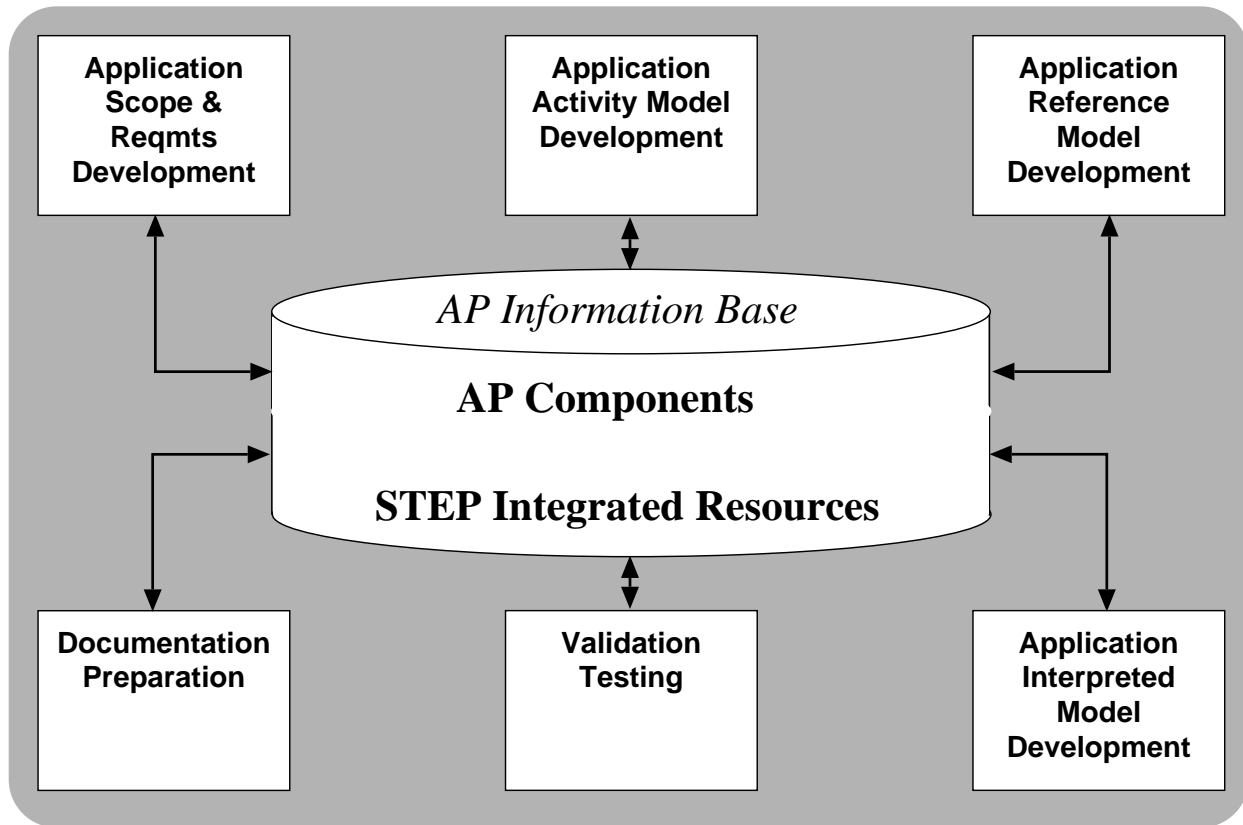 Application
Scope &
Reqmts
Development
Application
Activity Model
Development
Application
Reference
Model
Development
AP Information Base
AP Components
STEP Integrated Resources
Documentation
Preparation
Validation
Testing
Application
Interpreted
Model
Development